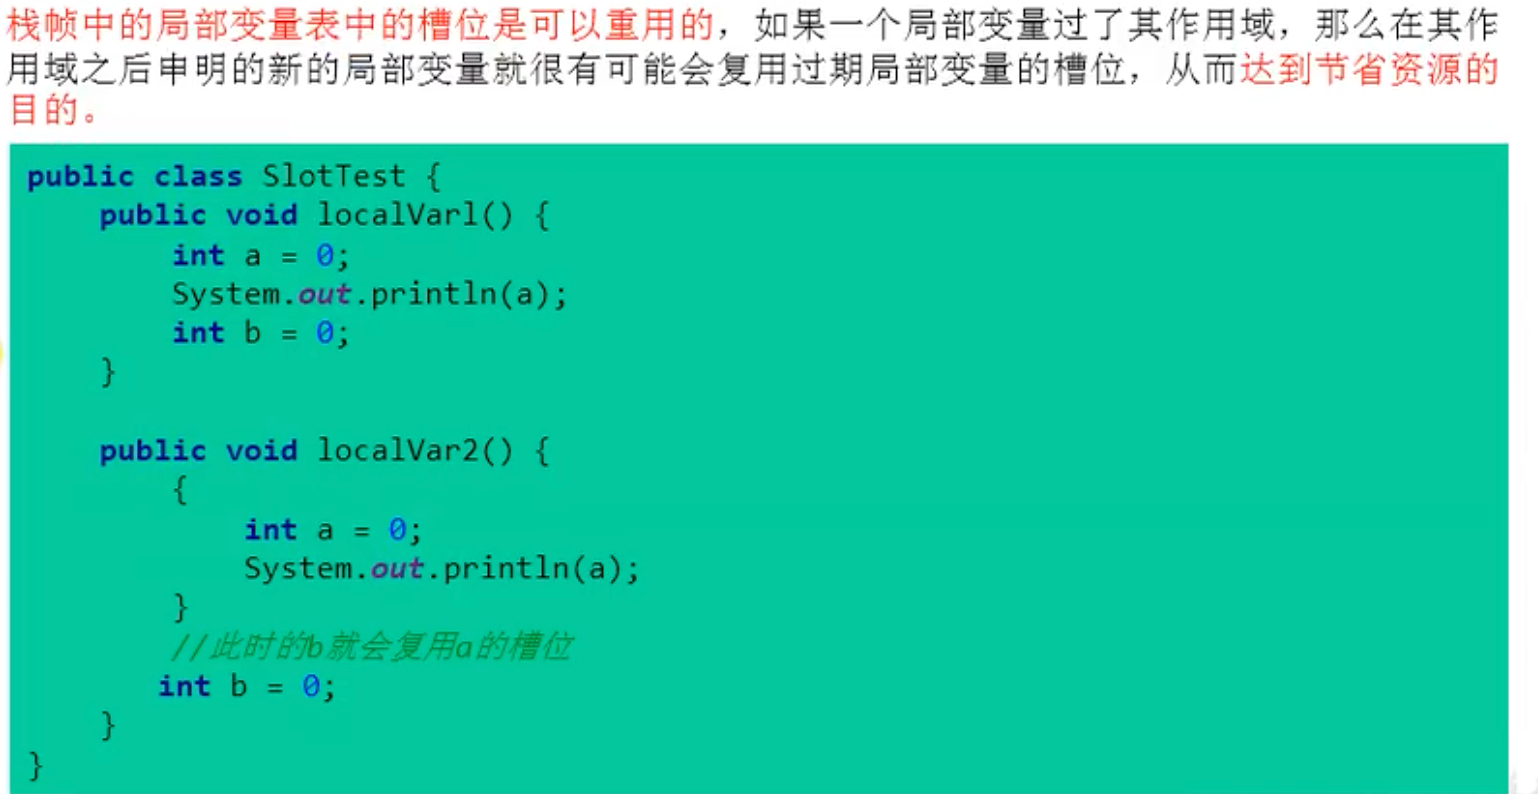 栈帧中的局部变量表中的槽位是可以重用的，如果一个局部变量过了其作用域，那么在其作
用域之后申明的新的局部变量就很有可能会复用过期局部变量的槽位，从而达到节省资源的
目的。
public class SlotTest {
public void localVarl() {
int a = 0;
System.out.println(a);
int b = 0;
}
public void localVar2() {
{
int a = 0;
System.out.println(a);
}
//此时的b就会复用a的槽位
int b = 0;
}
}